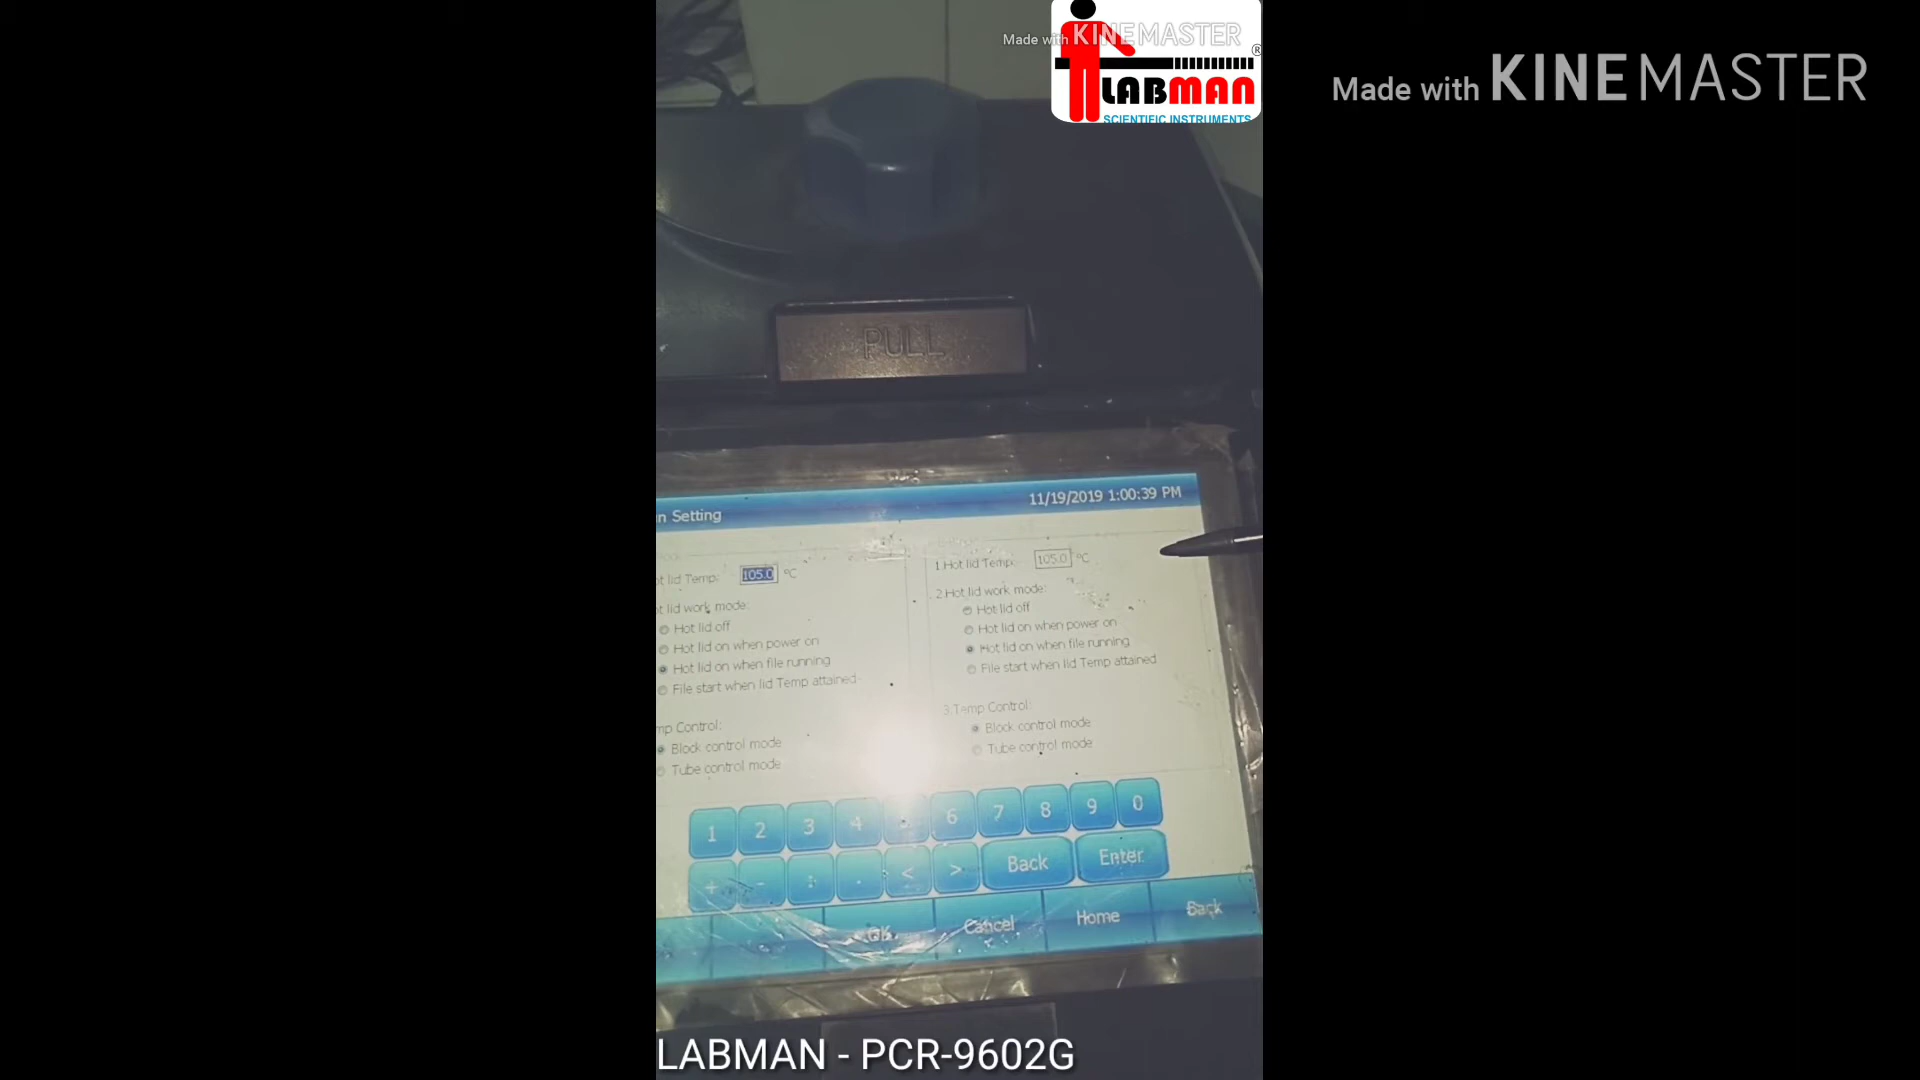 Made with KINEMASTER
Made with KINEMASTER
®
LABMAN
SCIENTIFIC INSTRUMENTS
PULL
n Setting
11/19/2019 1:00:39 PM
ot lid Temp: 105.0 °C
ot lid work mode:
Hot lid off
Hot lid on when power on
Hot lid on when file running
File start when lid Temp attained
mp Control:
Block control mode
Tube control mode
1.Hot lid Temp: 105.0 °C
2.Hot lid work mode:
Hot lid off
Hot lid on when power on
Hot lid on when file running
File start when lid Temp attained
3.Temp Control:
Block control mode
Tube control mode
1 2 3 4 5 6 7 8 9 0
+ - : . < > Back Enter
OK Cancel Home Back
LABMAN - PCR-9602G